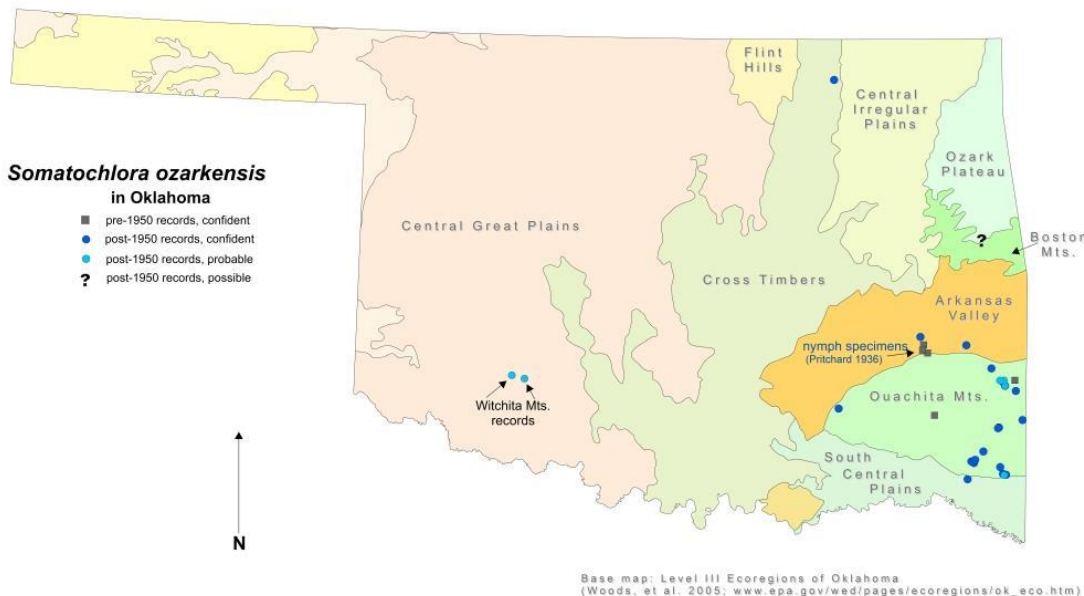 Flint
Hills
Central
Irregular
Plains
Ozark
Plateau
Somatochlora ozarkensis
in Oklahoma
pre-1950 records, confident
post-1950 records, confident
post-1950 records, probable
? post-1950 records, possible
Central Great Plains
?
Boston
Mts.
Cross Timbers
Arkansas
Valley
nymph specimens
(Pritchard 1936)
Witchita Mts.
records
Ouachita Mts.
South
Central
Plains
N
Base map: Level III Ecoregions of Oklahoma
(Woods, et al. 2005; www.epa.gov/wed/pages/ecoregions/ok_eco.htm)